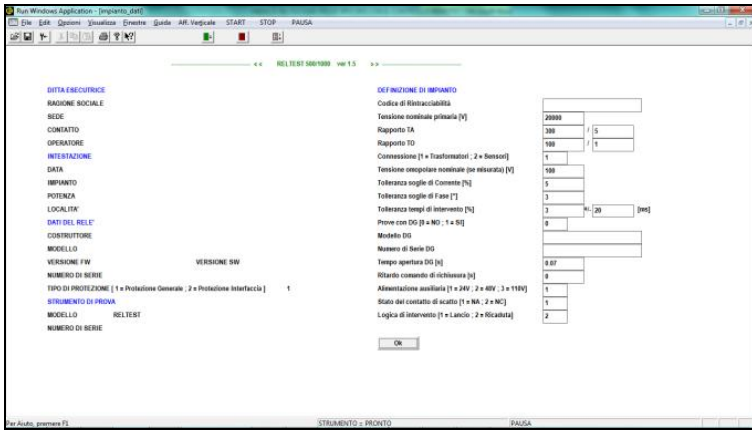 Run Windows Application - [impianto_dati]
File Edit Opzioni Visualizza Finestre Guida Aff. Verticale START STOP PAUSA
<< RELTEST 500/1000 ver 1.5 >>
DITTA ESECUTRICE
RAGIONE SOCIALE
SEDE
CONTATTO
OPERATORE
INTESTAZIONE
DATA
IMPIANTO
POTENZA
LOCALITA'
DATI DEL RELE'
COSTRUTTORE
MODELLO
VERSIONE FW VERSIONE SW
NUMERO DI SERIE
TIPO DI PROTEZIONE [ 1 = Protezione Generale ; 2 = Protezione Interfaccia ] 1
STRUMENTO DI PROVA
MODELLO RELTEST
NUMERO DI SERIE
DEFINIZIONE DI IMPIANTO
Codice di Rintracciabilità
Tensione nominale primaria [V] 20000
Rapporto TA 300 / 5
Rapporto TO 100 / 1
Connessione [1 = Trasformatori ; 2 = Sensori] 1
Tensione omopolare nominale (se misurata) [V] 100
Tolleranza soglie di Corrente [%] 5
Tolleranza soglie di Fase [°] 3
Tolleranza tempi di intervento [%] 3 +/- 20 [ms]
Prove con DG [0 = NO ; 1 = SI] 0
Modello DG
Numero di Serie DG
Tempo apertura DG [s] 0.07
Ritardo comando di richiusura [s] 0
Alimentazione ausiliaria [1 = 24V ; 2 = 48V ; 3 = 110V] 1
Stato del contatto di scatto [1 = NA ; 2 = NC] 1
Logica di intervento [1 = Lancio ; 2 = Ricaduta] 2
Ok
Per Aiuto, premere F1 STRUMENTO = PRONTO PAUSA